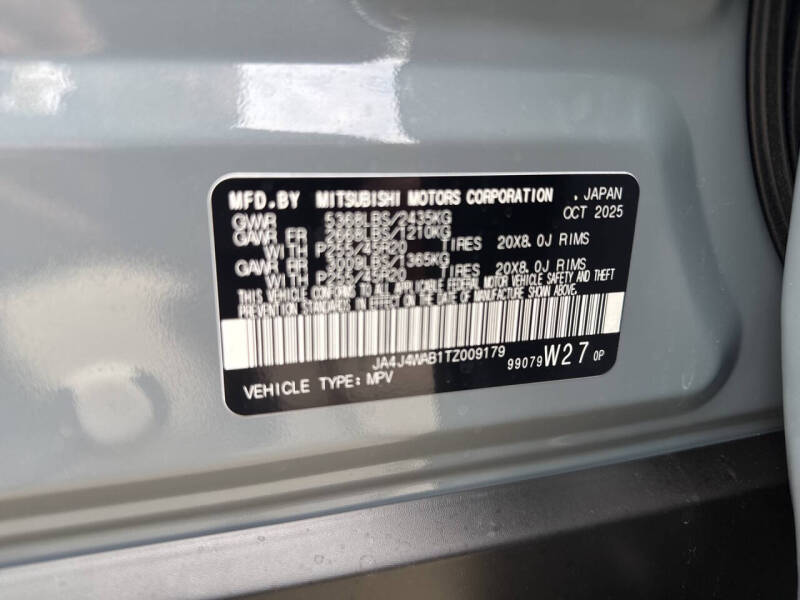 MFD.BY MITSUBISHI MOTORS CORPORATION , JAPAN
GVWR 5368LBS/2435KG OCT 2025
GAWR FR 2668LBS/1210KG
WITH P255/45R20 TIRES 20X8.0J RIMS
GAWR RR 3009LBS/1365KG
WITH P255/45R20 TIRES 20X8.0J RIMS
THIS VEHICLE CONFORMS TO ALL APPLICABLE FEDERAL MOTOR VEHICLE SAFETY AND THEFT
PREVENTION STANDARDS IN EFFECT ON THE DATE OF MANUFACTURE SHOWN ABOVE.
JA4J4WAB1TZ009179
99079 W27 0P
VEHICLE TYPE: MPV